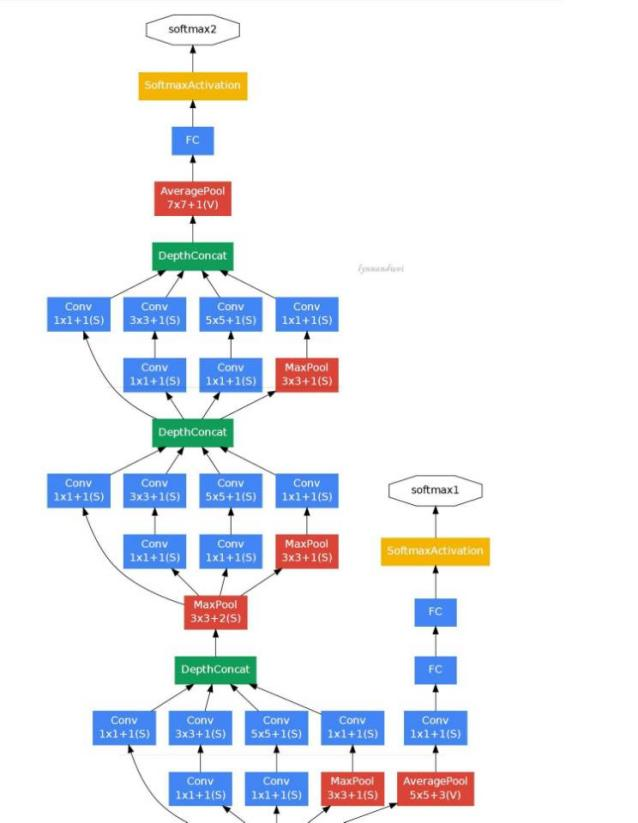 softmax2
SoftmaxActivation
FC
AveragePool
7x7+1(V)
DepthConcat
lynnandwei
Conv
1x1+1(S)
Conv
3x3+1(S)
Conv
5x5+1(S)
Conv
1x1+1(S)
Conv
1x1+1(S)
Conv
1x1+1(S)
MaxPool
3x3+1(S)
DepthConcat
Conv
1x1+1(S)
Conv
3x3+1(S)
Conv
5x5+1(S)
Conv
1x1+1(S)
softmax1
Conv
1x1+1(S)
Conv
1x1+1(S)
MaxPool
3x3+1(S)
SoftmaxActivation
MaxPool
3x3+2(S)
FC
DepthConcat
FC
Conv
1x1+1(S)
Conv
3x3+1(S)
Conv
5x5+1(S)
Conv
1x1+1(S)
Conv
1x1+1(S)
Conv
1x1+1(S)
Conv
1x1+1(S)
MaxPool
3x3+1(S)
AveragePool
5x5+3(V)